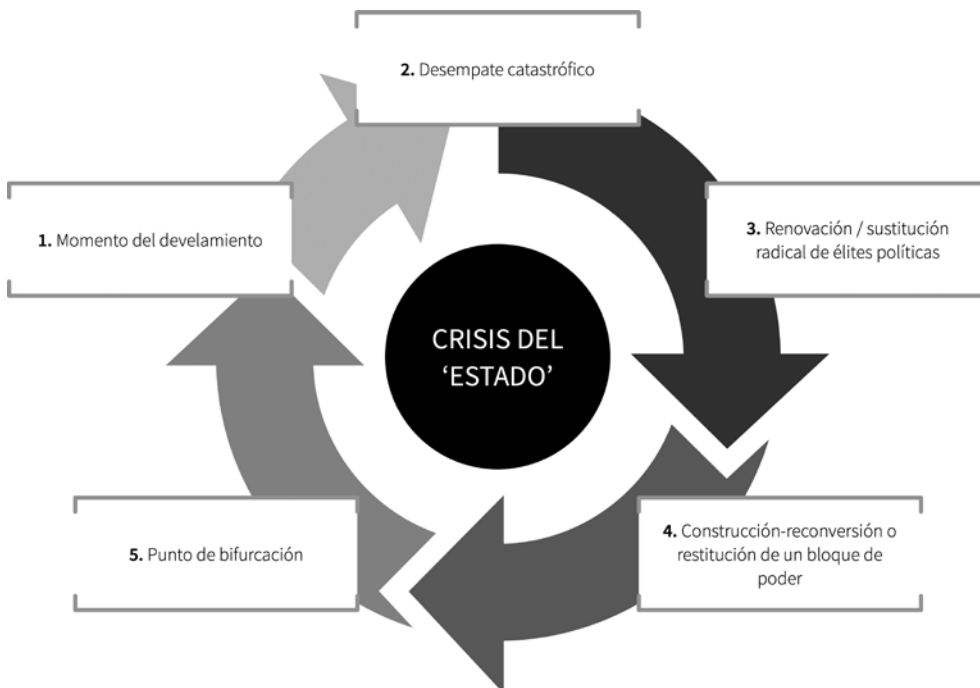 2. Desempate catastrófico
1. Momento del develamiento
3. Renovación / sustitución
radical de élites políticas
CRISIS DEL
‘ESTADO’
5. Punto de bifurcación
4. Construcción-reconversión o
restitución de un bloque de
poder